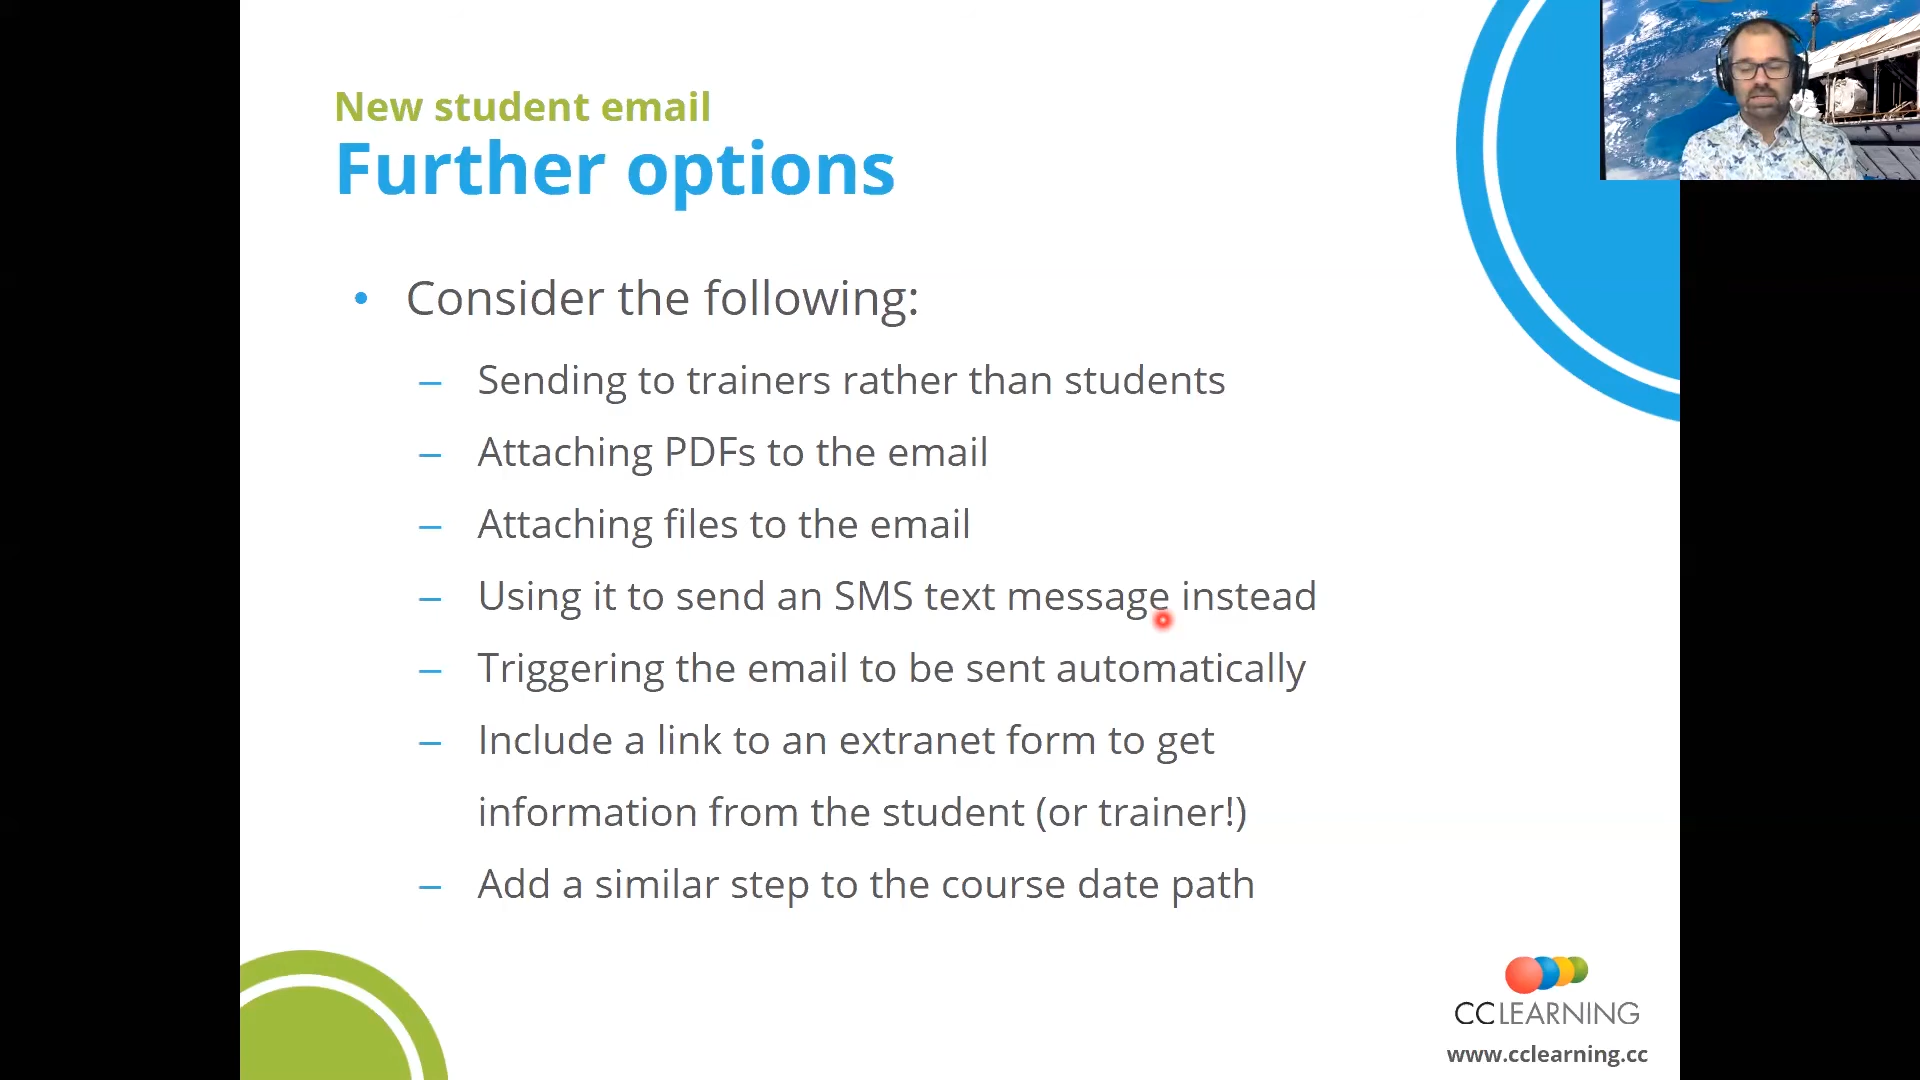 New student email
Further options
• Consider the following:
– Sending to trainers rather than students
– Attaching PDFs to the email
– Attaching files to the email
– Using it to send an SMS text message instead
– Triggering the email to be sent automatically
– Include a link to an extranet form to get
information from the student (or trainer!)
– Add a similar step to the course date path
CCLEARNING
www.cclearning.cc